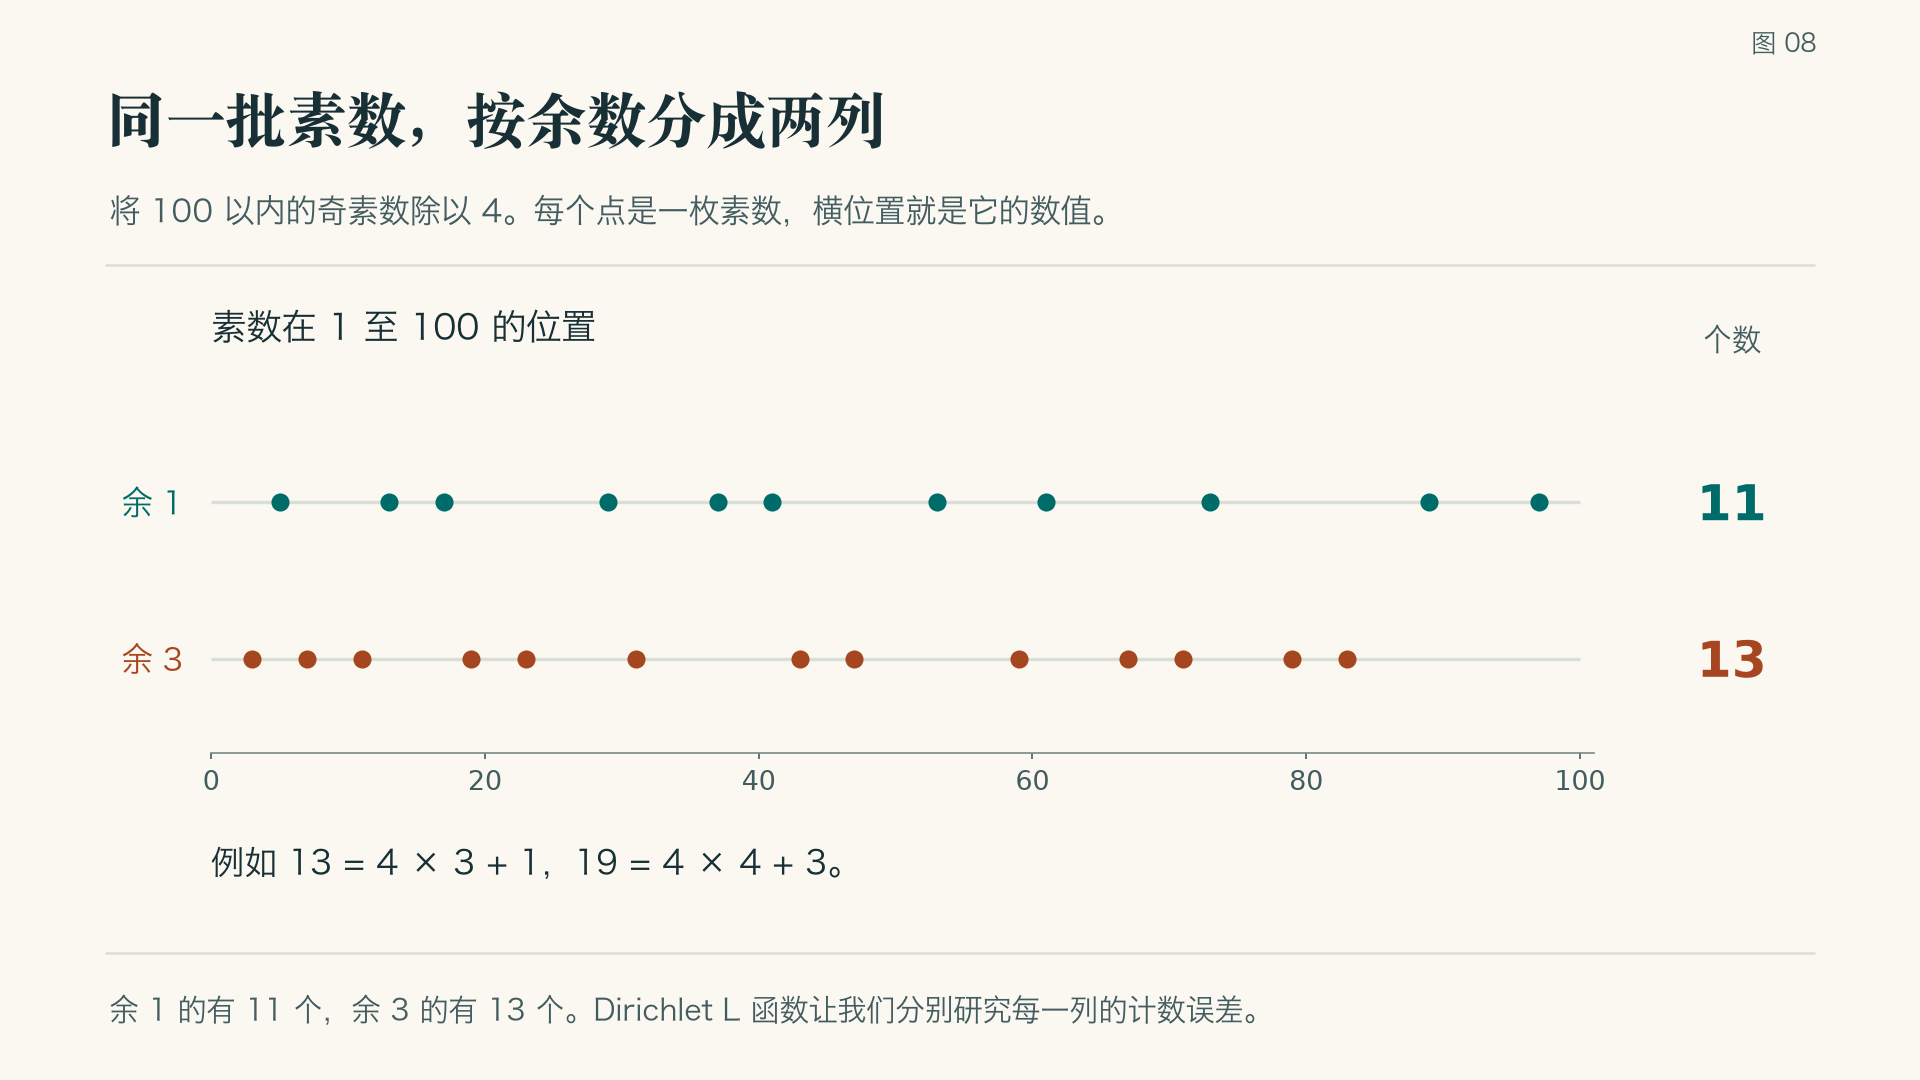 图 08
同一批素数，按余数分成两列
将 100 以内的奇素数除以 4。每个点是一枚素数，横位置就是它的数值。
素数在 1 至 100 的位置
个数
余 1
11
余 3
13
0 20 40 60 80 100
例如 13 = 4 × 3 + 1，19 = 4 × 4 + 3。
余 1 的有 11 个，余 3 的有 13 个。Dirichlet L 函数让我们分别研究每一列的计数误差。